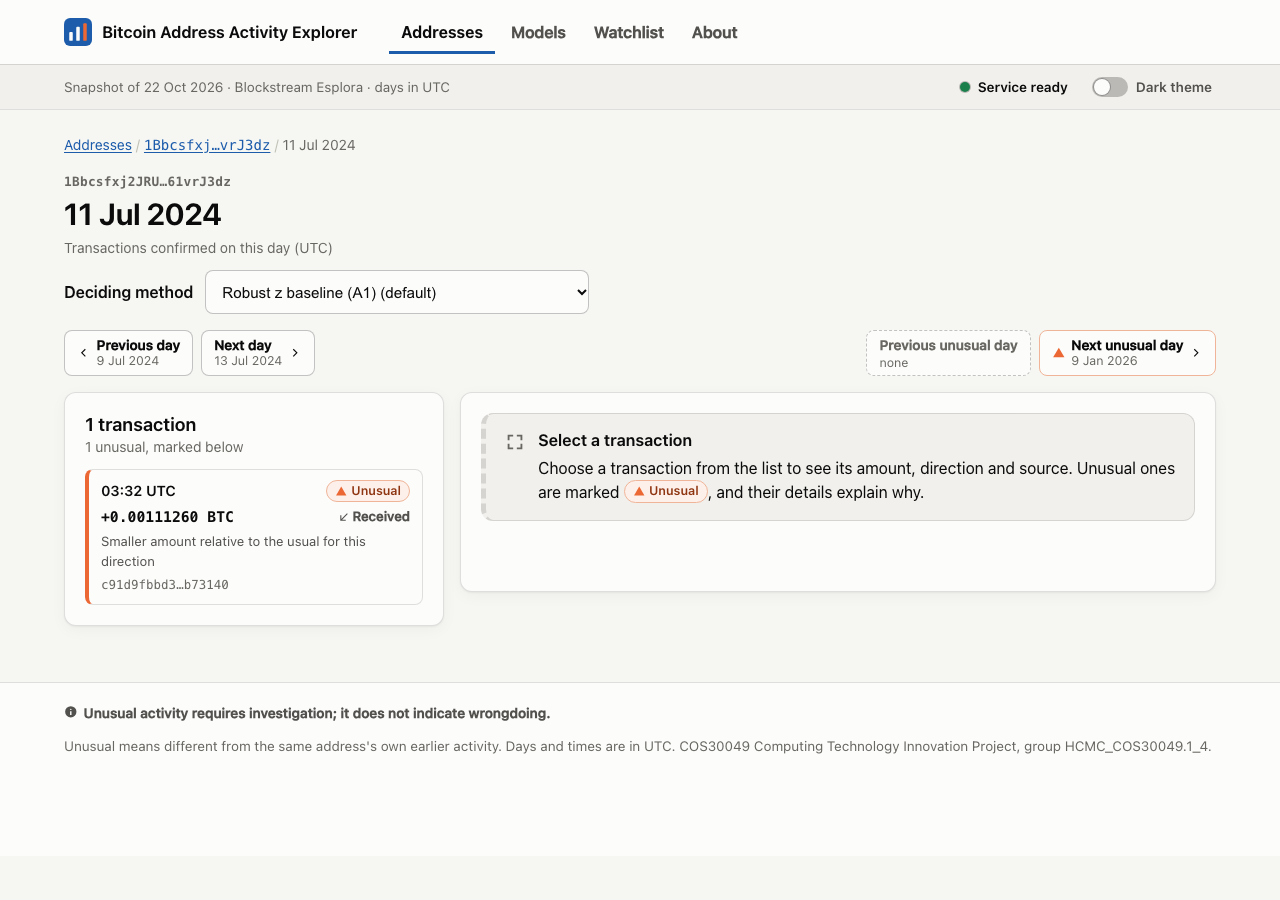 Bitcoin Address Activity Explorer
Addresses
Models
Watchlist
About
Snapshot of 22 Oct 2026 · Blockstream Esplora · days in UTC
Service ready
Dark theme
Addresses / 1Bbcsfxj…vrJ3dz / 11 Jul 2024
1Bbcsfxj2JRU…61vrJ3dz
11 Jul 2024
Transactions confirmed on this day (UTC)
Deciding method
Robust z baseline (A1) (default)
Previous day
9 Jul 2024
Next day
13 Jul 2024
Previous unusual day
none
Next unusual day
9 Jan 2026
1 transaction
1 unusual, marked below
03:32 UTC
Unusual
+0.00111260 BTC
Received
Smaller amount relative to the usual for this
direction
c91d9fbbd3…b73140
Select a transaction
Choose a transaction from the list to see its amount, direction and source. Unusual ones
are marked Unusual, and their details explain why.
Unusual activity requires investigation; it does not indicate wrongdoing.
Unusual means different from the same address's own earlier activity. Days and times are in UTC. COS30049 Computing Technology Innovation Project, group HCMC_COS30049.1_4.